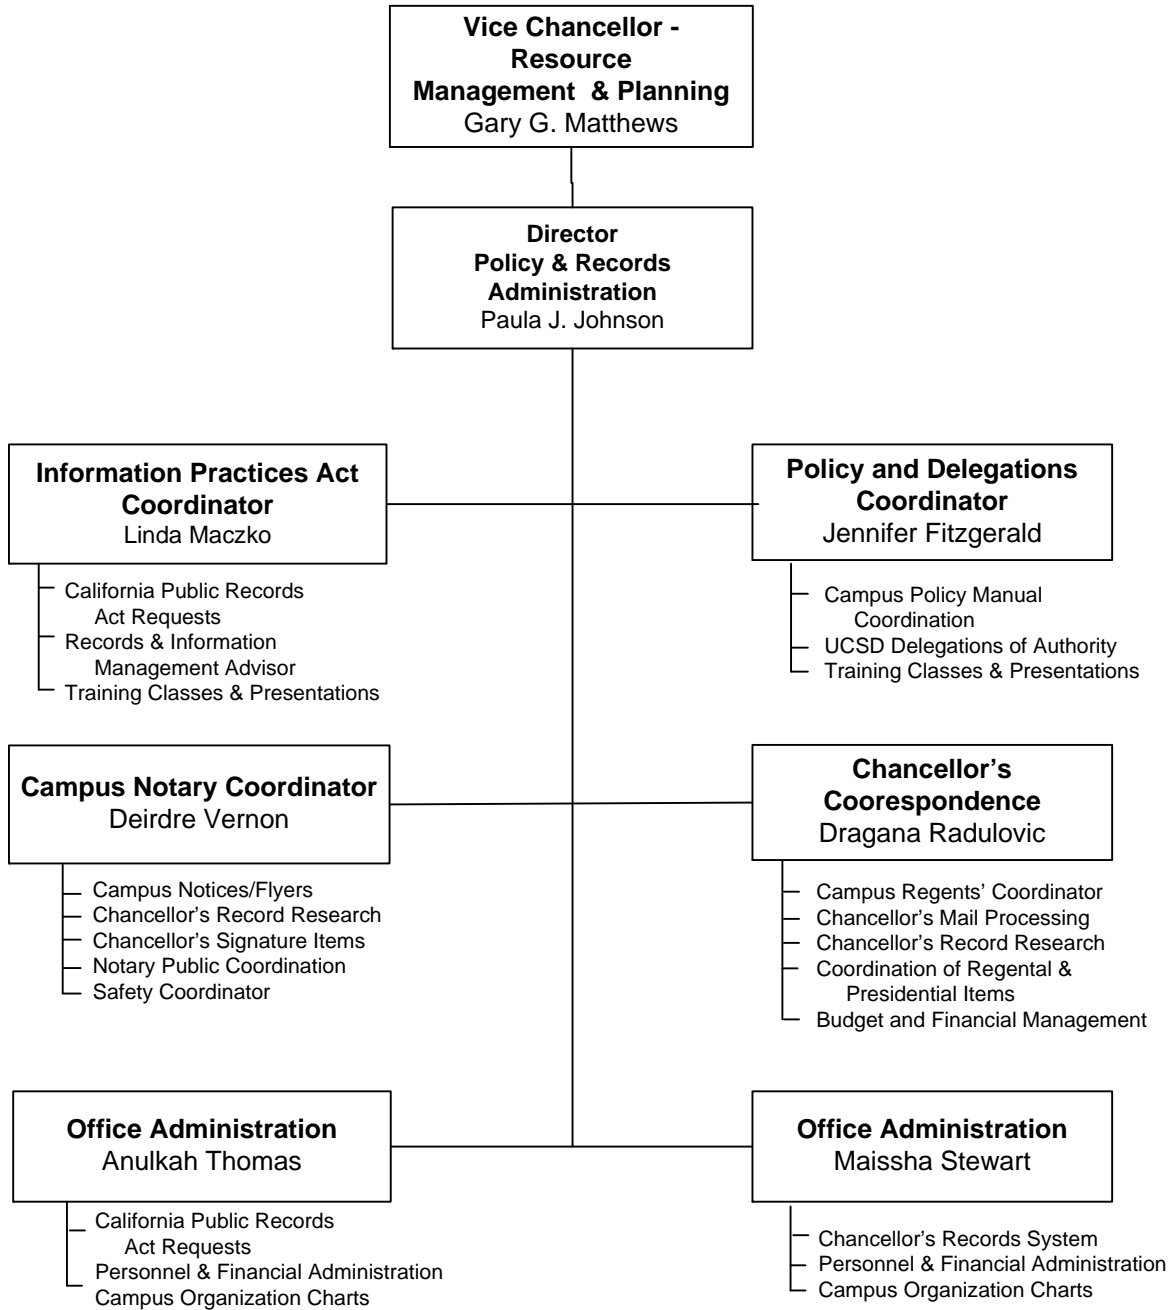 Vice Chancellor -
Resource
Management & Planning
Gary G. Matthews
Director
Policy & Records
Administration
Paula J. Johnson
Information Practices Act
Coordinator
Linda Maczko
California Public Records
Act Requests
Records & Information
Management Advisor
Training Classes & Presentations
Policy and Delegations
Coordinator
Jennifer Fitzgerald
Campus Policy Manual
Coordination
UCSD Delegations of Authority
Training Classes & Presentations
Campus Notary Coordinator
Deirdre Vernon
Campus Notices/Flyers
Chancellor’s Record Research
Chancellor’s Signature Items
Notary Public Coordination
Safety Coordinator
Chancellor’s
Coorespondence
Dragana Radulovic
Campus Regents’ Coordinator
Chancellor’s Mail Processing
Chancellor’s Record Research
Coordination of Regental &
Presidential Items
Budget and Financial Management
Office Administration
Anulkah Thomas
California Public Records
Act Requests
Personnel & Financial Administration
Campus Organization Charts
Office Administration
Maissha Stewart
Chancellor’s Records System
Personnel & Financial Administration
Campus Organization Charts